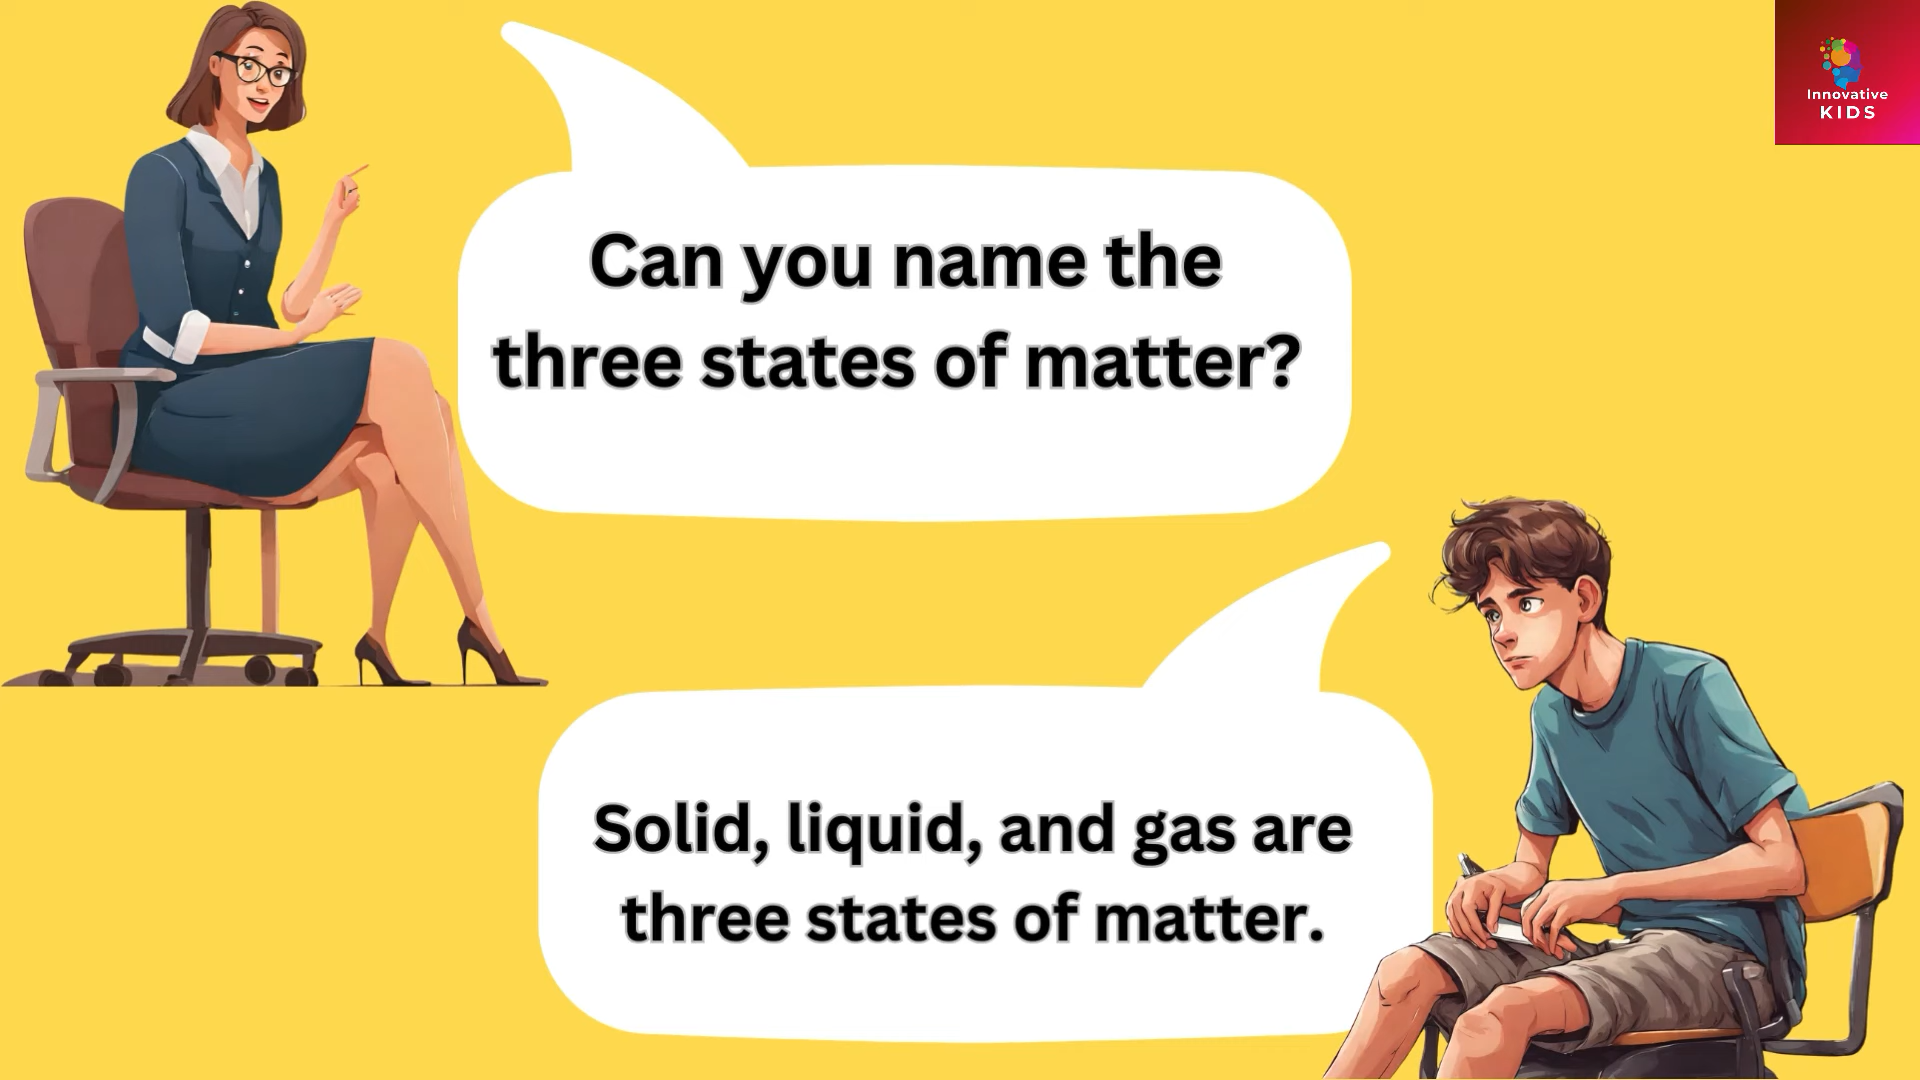 Innovative
KIDS
Can you name the
three states of matter?
Solid, liquid, and gas are
three states of matter.